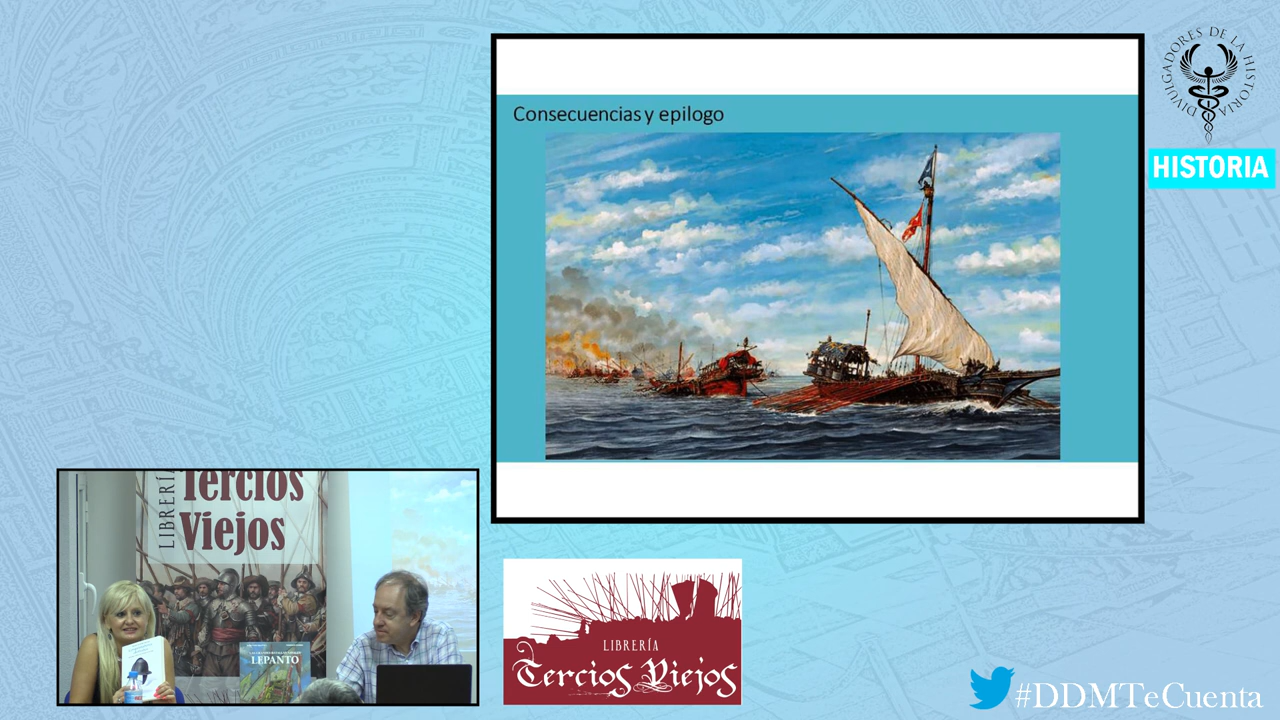 Consecuencias y epilogo
DIVULGADORES DE LA HISTORIA
HISTORIA
LIBRERÍA
Tercios
Viejos
LEPANTO
LIBRERÍA
Tercios Viejos
#DDMTeCuenta